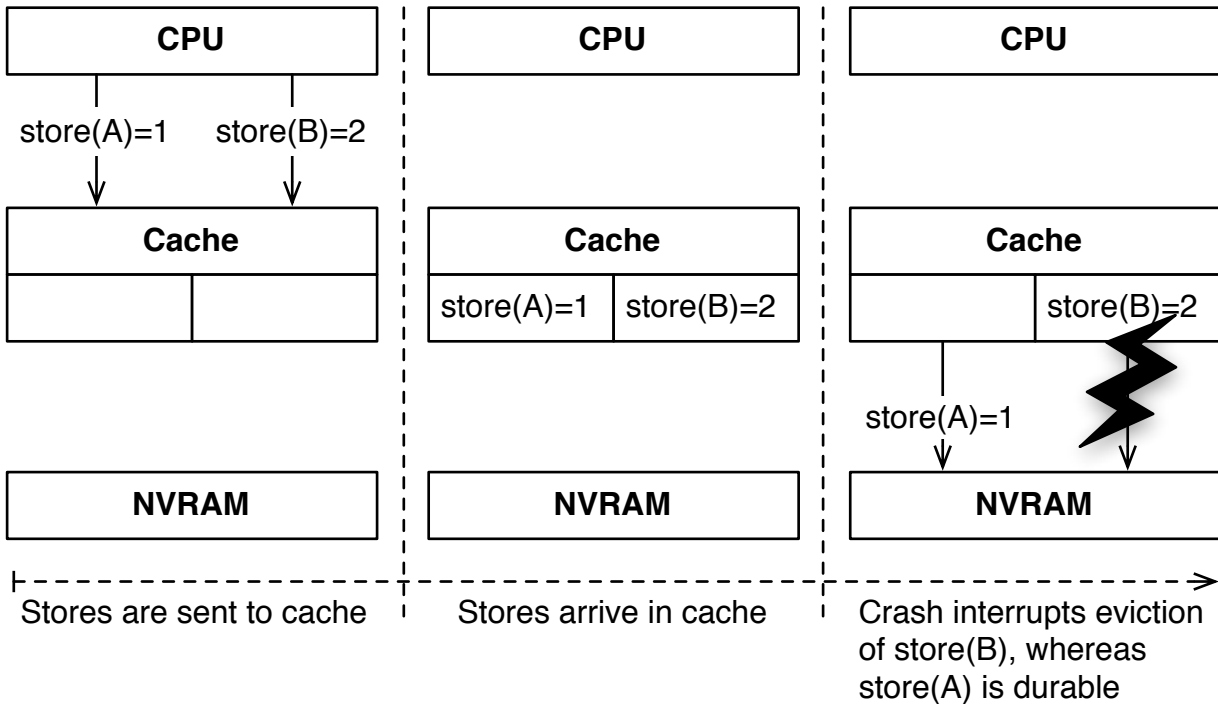 CPU
store(A)=1
store(B)=2
Cache
NVRAM
Stores are sent to cache
CPU
Cache
store(A)=1
store(B)=2
NVRAM
Stores arrive in cache
CPU
Cache
store(B)=2
store(A)=1
NVRAM
Crash interrupts eviction
of store(B), whereas
store(A) is durable